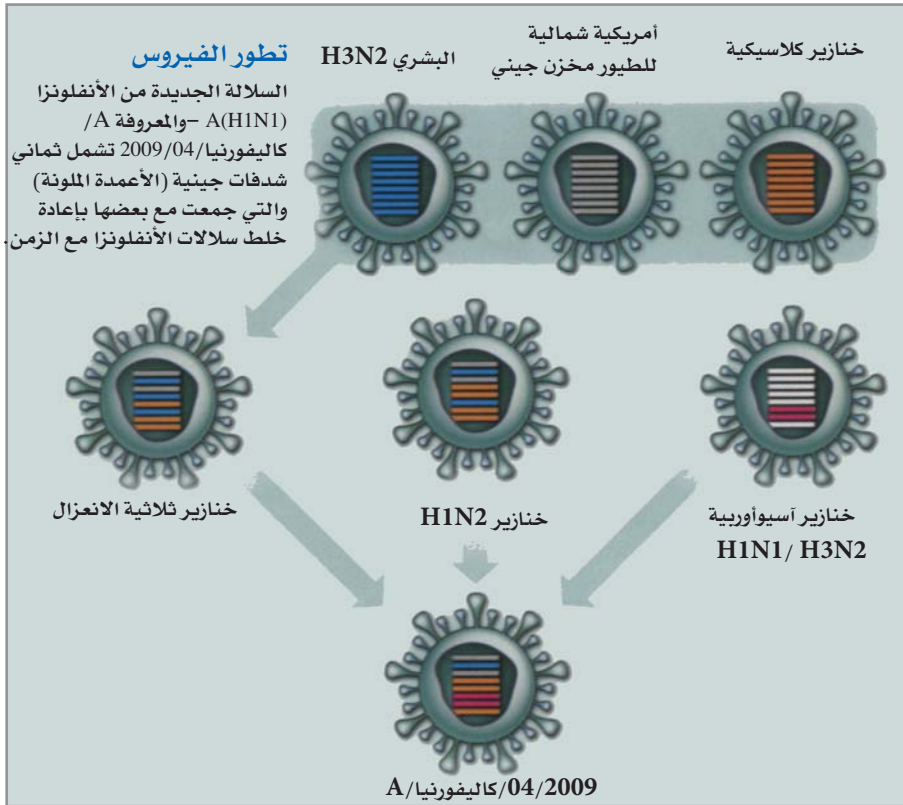 تطور الفيروس
السلالة الجديدة من الأنفلونزا
A(H1N1) –والمعروفة A/
كاليفورنيا/2009/04 تشمل ثماني
شدفات جينية (الأعمدة الملونة)
والتي جمعت مع بعضها بإعادة
خلط سلالات الأنفلونزا مع الزمن.
خنازير كلاسيكية
أمريكية شمالية
للطيور مخزن جيني
البشري H3N2
خنازير ثلاثية الانعزال
خنازير H1N2
خنازير آسيوأوربية
H1N1/ H3N2
A/كاليفورنيا/04/2009